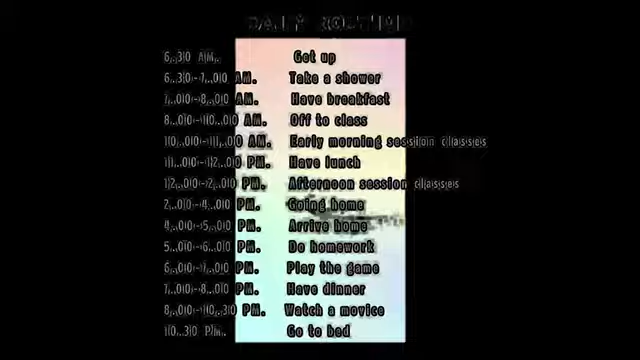 DAILY ROUTINE
6..30 AM. Get up
6..30-7..00 AM. Take a shower
7..00-8..00 AM. Have breakfast
8..00-10..00 AM. Off to class
10..00-11..00 AM. Early morning session classes
11..00-12..00 PM. Have lunch
12..00-2..00 PM. Afternoon session classes
2..00-4..00 PM. Going home
4..00-5..00 PM. Arrive home
5..00-6..00 PM. Do homework
6..00-7..00 PM. Play the game
7..00-8..00 PM. Have dinner
8..00-10..30 PM. Watch a movice
10..30 PM. Go to bed